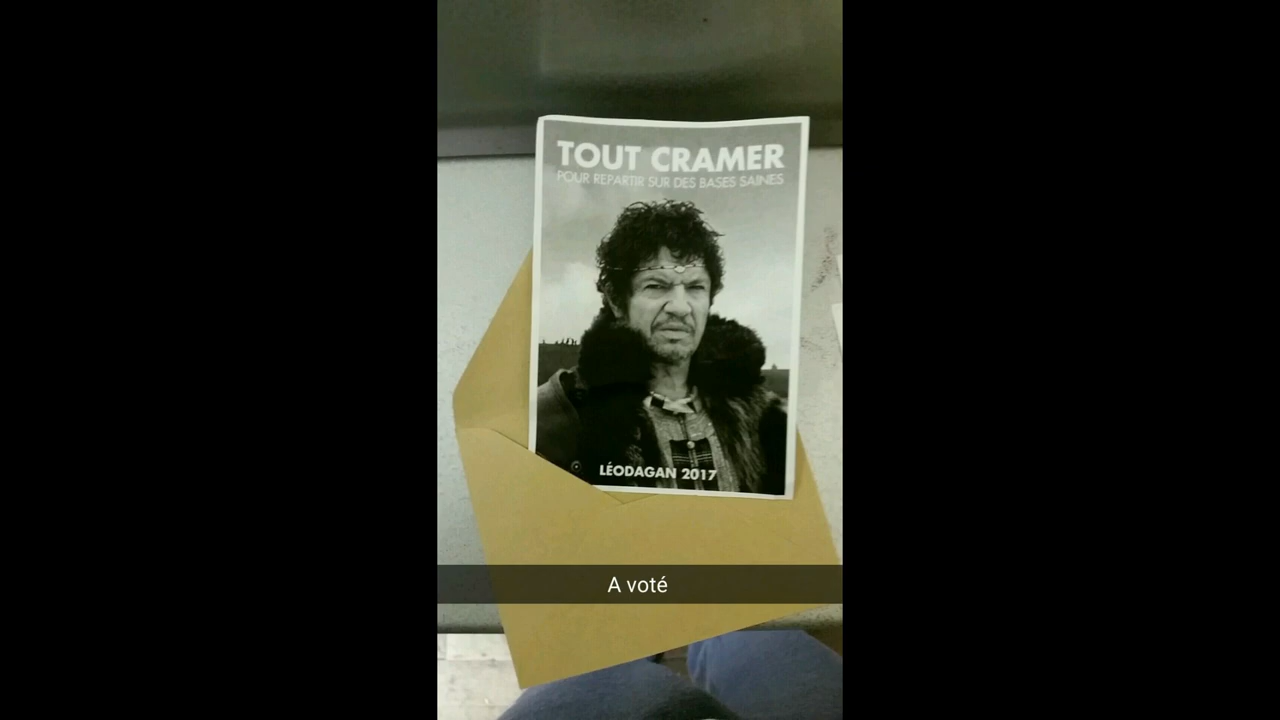 TOUT CRAMER
POUR REPARTIR SUR DES BASES SAINES
LÉODAGAN 2017
A voté